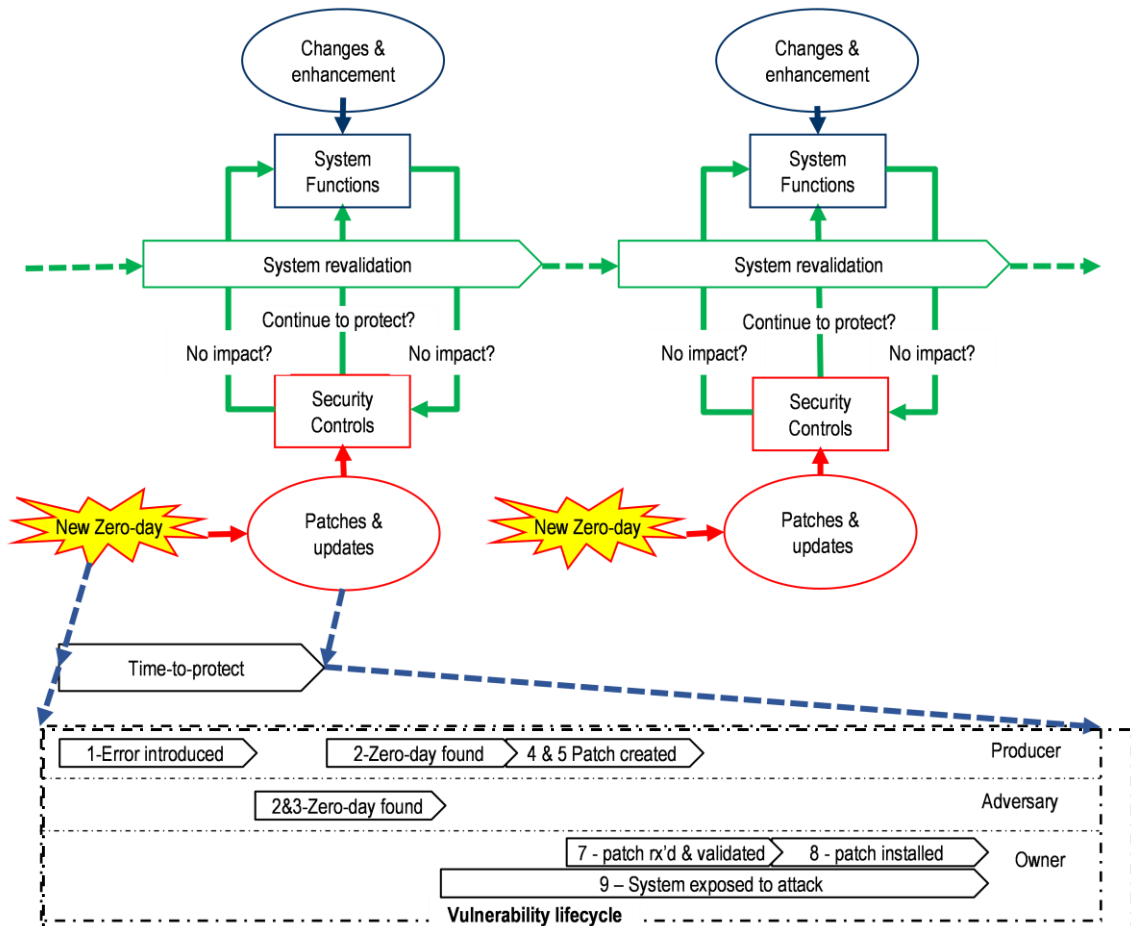 Changes &
enhancement
Changes &
enhancement
System
Functions
System
Functions
System revalidation
System revalidation
Continue to protect?
Continue to protect?
No impact?
No impact?
No impact?
No impact?
Security
Controls
Security
Controls
New Zero-day
Patches &
updates
New Zero-day
Patches &
updates
Time-to-protect
1-Error introduced
2-Zero-day found
4 & 5 Patch created
Producer
2&3-Zero-day found
Adversary
7 - patch rx'd & validated
8 - patch installed
Owner
9 – System exposed to attack
Vulnerability lifecycle